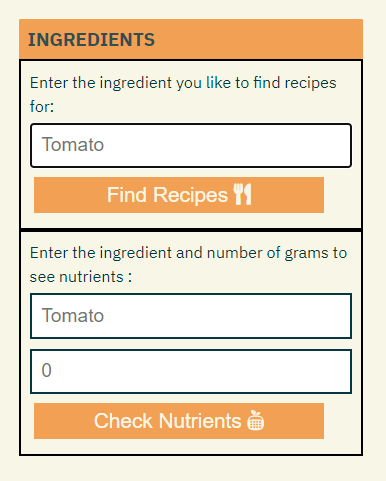 INGREDIENTS
Enter the ingredient you like to find recipes
for:
Tomato
Find Recipes
Enter the ingredient and number of grams to
see nutrients :
Tomato
0
Check Nutrients